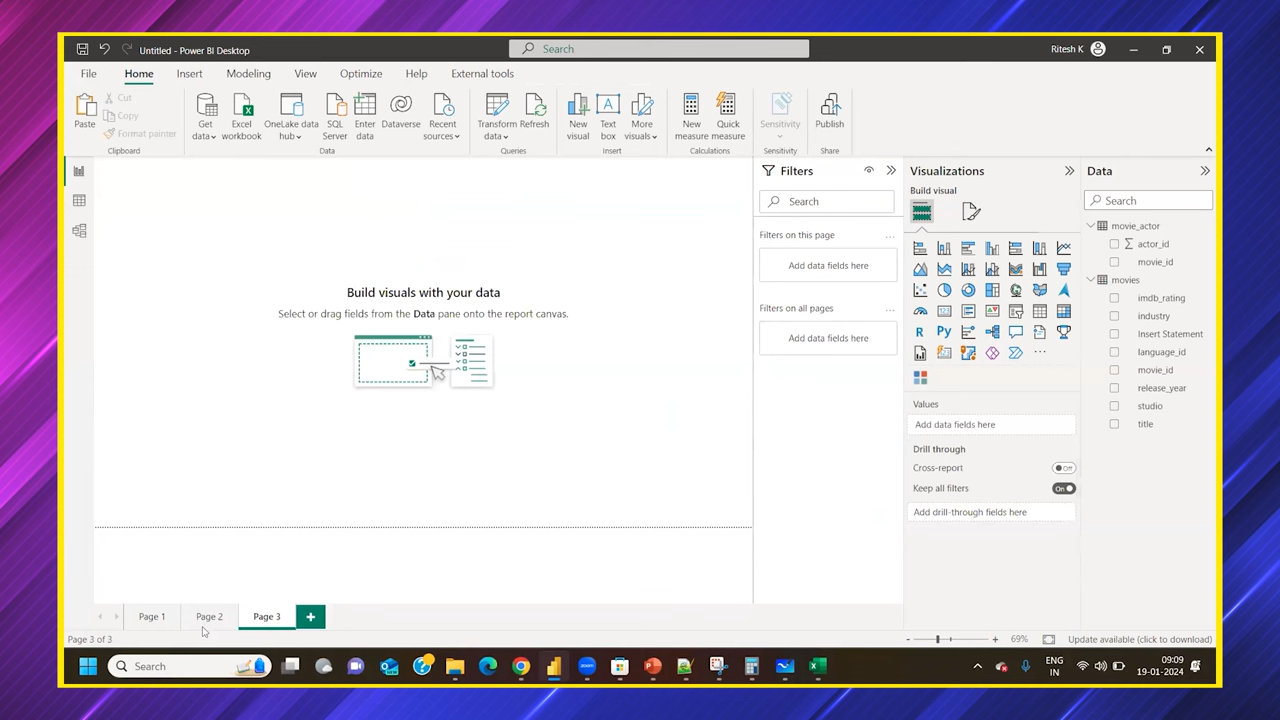 Untitled - Power BI Desktop
Search
Ritesh K
File
Home
Insert
Modeling
View
Optimize
Help
External tools
Paste
Cut
Copy
Format painter
Clipboard
Get data
Excel workbook
OneLake data hub
SQL Server
Enter data
Dataverse
Recent sources
Data
Transform data
Refresh
Queries
New visual
Text box
More visuals
Insert
New measure
Quick measure
Calculations
Sensitivity
Sensitivity
Publish
Share
Build visuals with your data
Select or drag fields from the Data pane onto the report canvas.
Filters
Search
Filters on this page
...
Add data fields here
Filters on all pages
...
Add data fields here
Visualizations
Build visual
R
Py
...
Values
Add data fields here
Drill through
Cross-report
Off
Keep all filters
On
Add drill-through fields here
Data
Search
movie_actor
∑ actor_id
movie_id
movies
imdb_rating
industry
Insert Statement
language_id
movie_id
release_year
studio
title
Page 1
Page 2
Page 3
+
Page 3 of 3
- + 69%
Update available (click to download)
Search
ENG
IN
09:09
19-01-2024